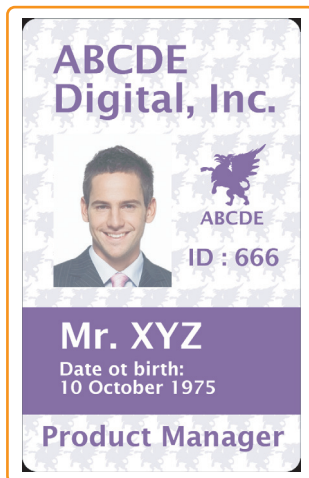 ABCDE
Digital, Inc.
ABCDE
ID : 666
Mr. XYZ
Date ot birth:
10 October 1975
Product Manager